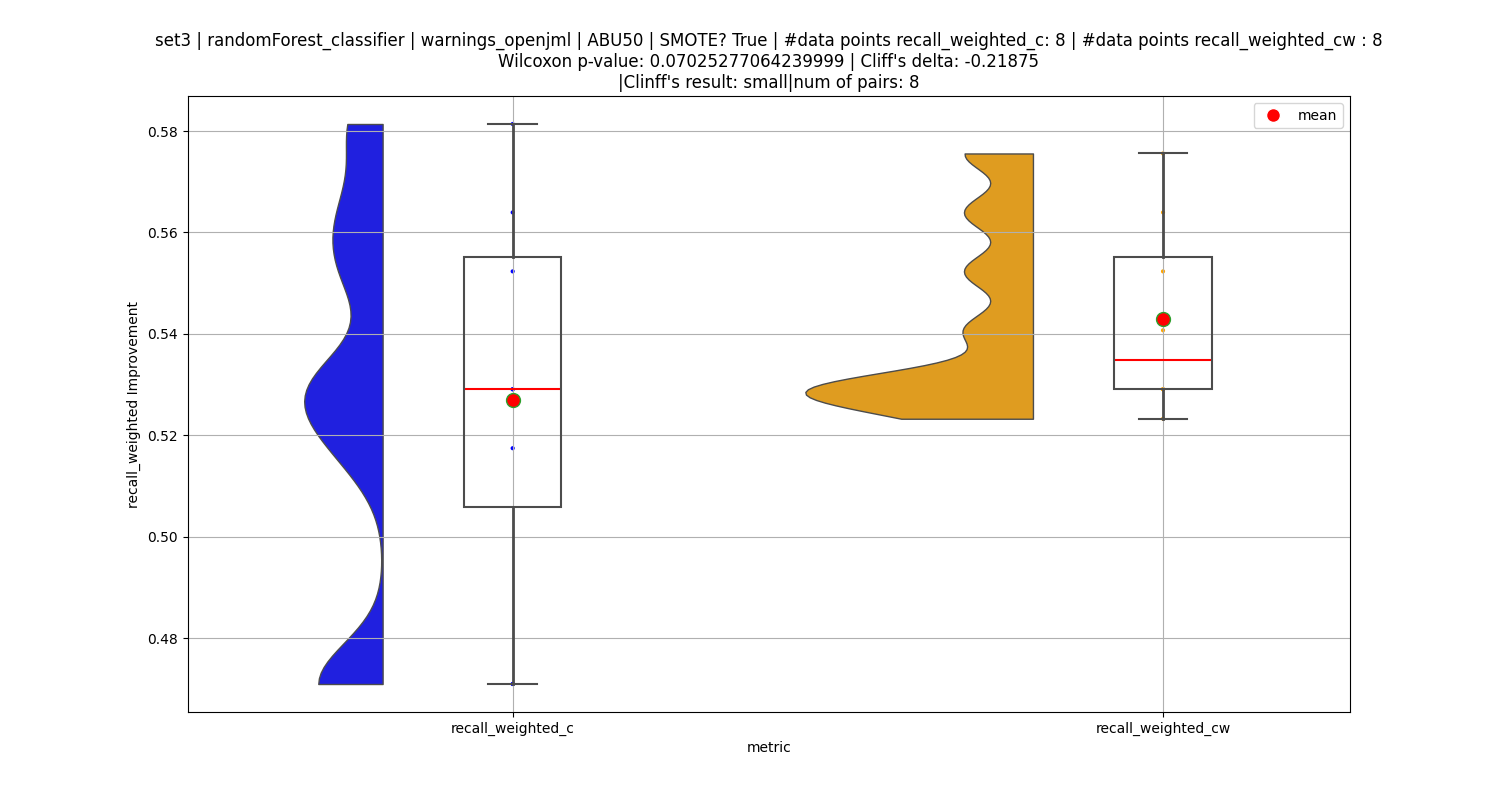 set3 | randomForest_classifier | warnings_openjml | ABU50 | SMOTE? True | #data points recall_weighted_c: 8 | #data points recall_weighted_cw : 8
Wilcoxon p-value: 0.07025277064239999 | Cliff's delta: -0.21875
|Clinff's result: small|num of pairs: 8
mean
0.58
0.56
0.54
0.52
0.50
0.48
recall_weighted Improvement
recall_weighted_c
recall_weighted_cw
metric